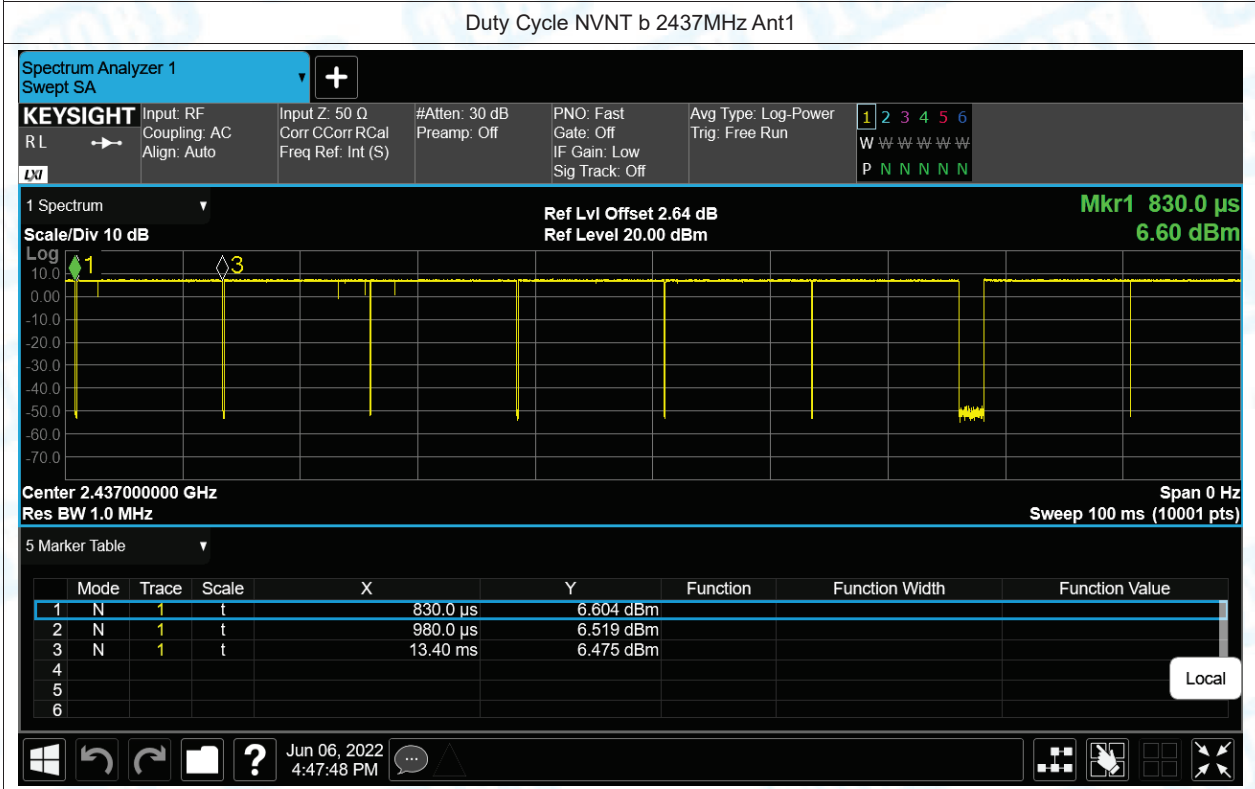 Duty Cycle NVNT b 2437MHz Ant1
Spectrum Analyzer 1
Swept SA
KEYSIGHT Input: RF Input Z: 50 Ω #Atten: 30 dB PNO: Fast Avg Type: Log-Power 1 2 3 4 5 6
RL Coupling: AC Corr CCorr RCal Preamp: Off Gate: Off Trig: Free Run W W W W W W
Align: Auto Freq Ref: Int (S) IF Gain: Low
LXI Sig Track: Off P N N N N N
1 Spectrum
Ref Lvl Offset 2.64 dB Mkr1 830.0 µs
Scale/Div 10 dB Ref Level 20.00 dBm 6.60 dBm
Log
1 3
10.0
0.00
-10.0
-20.0
-30.0
-40.0
-50.0
-60.0
-70.0
Center 2.437000000 GHz Span 0 Hz
Res BW 1.0 MHz Sweep 100 ms (10001 pts)
5 Marker Table
Mode Trace Scale X Y Function Function Width Function Value
1 N 1 t 830.0 µs 6.604 dBm
2 N 1 t 980.0 µs 6.519 dBm
3 N 1 t 13.40 ms 6.475 dBm
4
5
6
Local
? Jun 06, 2022
4:47:48 PM